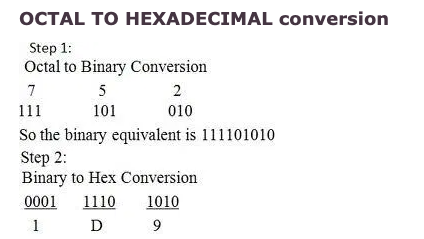 OCTAL TO HEXADECIMAL conversion
Step 1:
Octal to Binary Conversion
7 5 2
111 101 010
So the binary equivalent is 111101010
Step 2:
Binary to Hex Conversion
0001 1110 1010
1 D 9